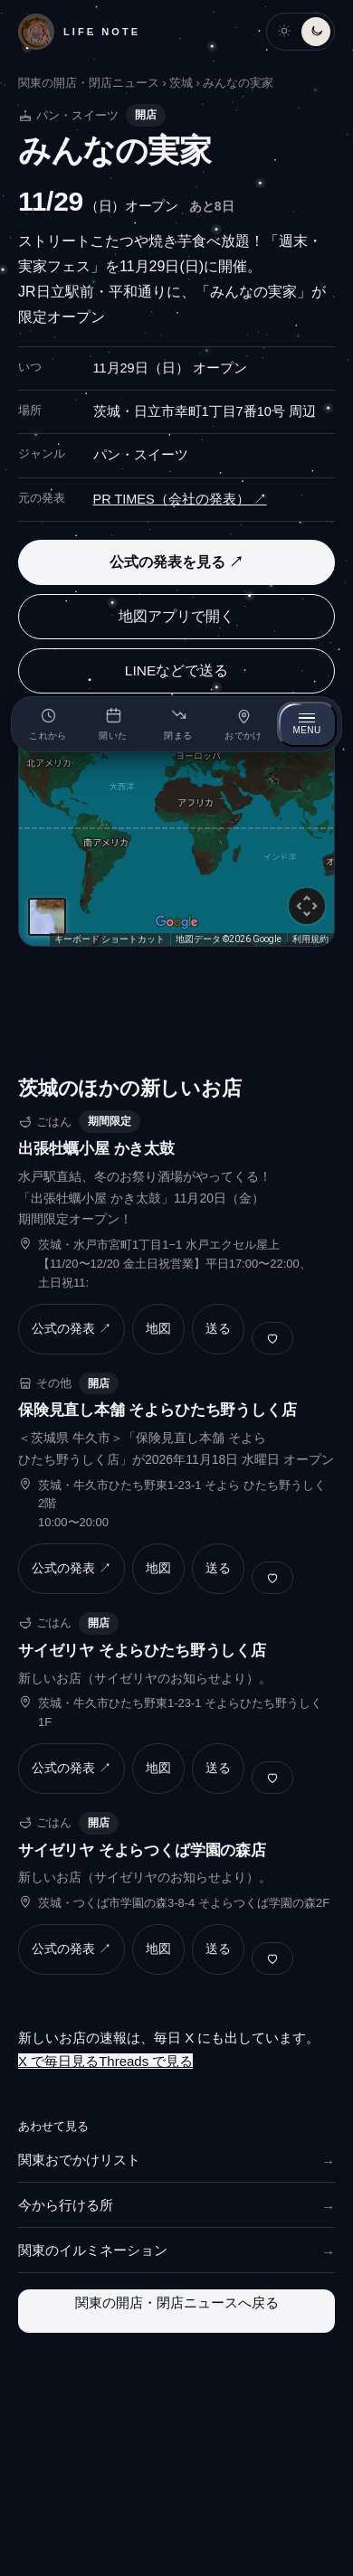 LIFE NOTE
関東の開店・閉店ニュース › 茨城 › みんなの実家
パン・スイーツ 開店
みんなの実家
11/29（日）オープン あと8日
ストリートこたつや焼き芋食べ放題！「週末・
実家フェス」を11月29日(日)に開催。
JR日立駅前・平和通りに、「みんなの実家」が
限定オープン
いつ 11月29日（日） オープン
場所 茨城・日立市幸町1丁目7番10号 周辺
ジャンル パン・スイーツ
元の発表 PR TIMES（会社の発表） ↗
公式の発表を見る ↗
地図アプリで開く
LINEなどで送る
これから 開いた 閉まる おでかけ MENU
北アメリカ
ヨーロッパ
大西洋
アフリカ
南アメリカ
インド洋
オ
Google
キーボード ショートカット 地図データ ©2026 Google 利用規約
茨城のほかの新しいお店
ごはん 期間限定
出張牡蠣小屋 かき太鼓
水戸駅直結、冬のお祭り酒場がやってくる！
「出張牡蠣小屋 かき太鼓」11月20日（金）
期間限定オープン！
茨城・水戸市宮町1丁目1−1 水戸エクセル屋上
【11/20〜12/20 金土日祝営業】平日17:00〜22:00、
土日祝11:
公式の発表 ↗ 地図 送る
その他 開店
保険見直し本舗 そよらひたち野うしく店
＜茨城県 牛久市＞「保険見直し本舗 そよら
ひたち野うしく店」が2026年11月18日 水曜日 オープン
茨城・牛久市ひたち野東1-23-1 そよら ひたち野うしく
2階
10:00〜20:00
公式の発表 ↗ 地図 送る
ごはん 開店
サイゼリヤ そよらひたち野うしく店
新しいお店（サイゼリヤのお知らせより）。
茨城・牛久市ひたち野東1-23-1 そよらひたち野うしく
1F
公式の発表 ↗ 地図 送る
ごはん 開店
サイゼリヤ そよらつくば学園の森店
新しいお店（サイゼリヤのお知らせより）。
茨城・つくば市学園の森3-8-4 そよらつくば学園の森2F
公式の発表 ↗ 地図 送る
新しいお店の速報は、毎日 X にも出しています。
X で毎日見るThreads で見る
あわせて見る
関東おでかけリスト →
今から行ける所 →
関東のイルミネーション →
関東の開店・閉店ニュースへ戻る